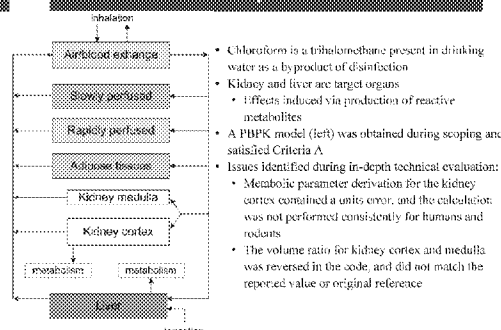 Inhalation
Air/blood exhange
Slowly perfused
Rapidly perfused
Adipose tissues
Kidney medulla
Kidney cortex
metabolism
metabolism
Liver
• Chloroform is a trihalomethane present in drinking
water as a byproduct of disinfection
• Kidney and liver are target organs
• Effects induced via production of reactive
metabolites
• A PBPK model (left) was obtained during scoping and
satisfied Criteria A
• Issues identified during in-depth technical evaluation:
• Metabolic parameter derivation for the kidney
cortex contained a units error, and the calculation
was not performed consistently for humans and
rodents
• The volume ratio for kidney cortex and medulla
was reversed in the code, and did not match the
reported value or original reference